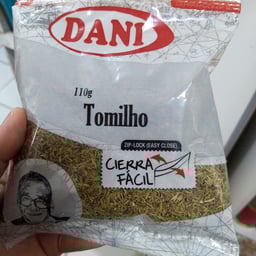 DANI
110g
Tomilho
ZIP-LOCK (EASY CLOSE)
CIERRA
FÁCIL